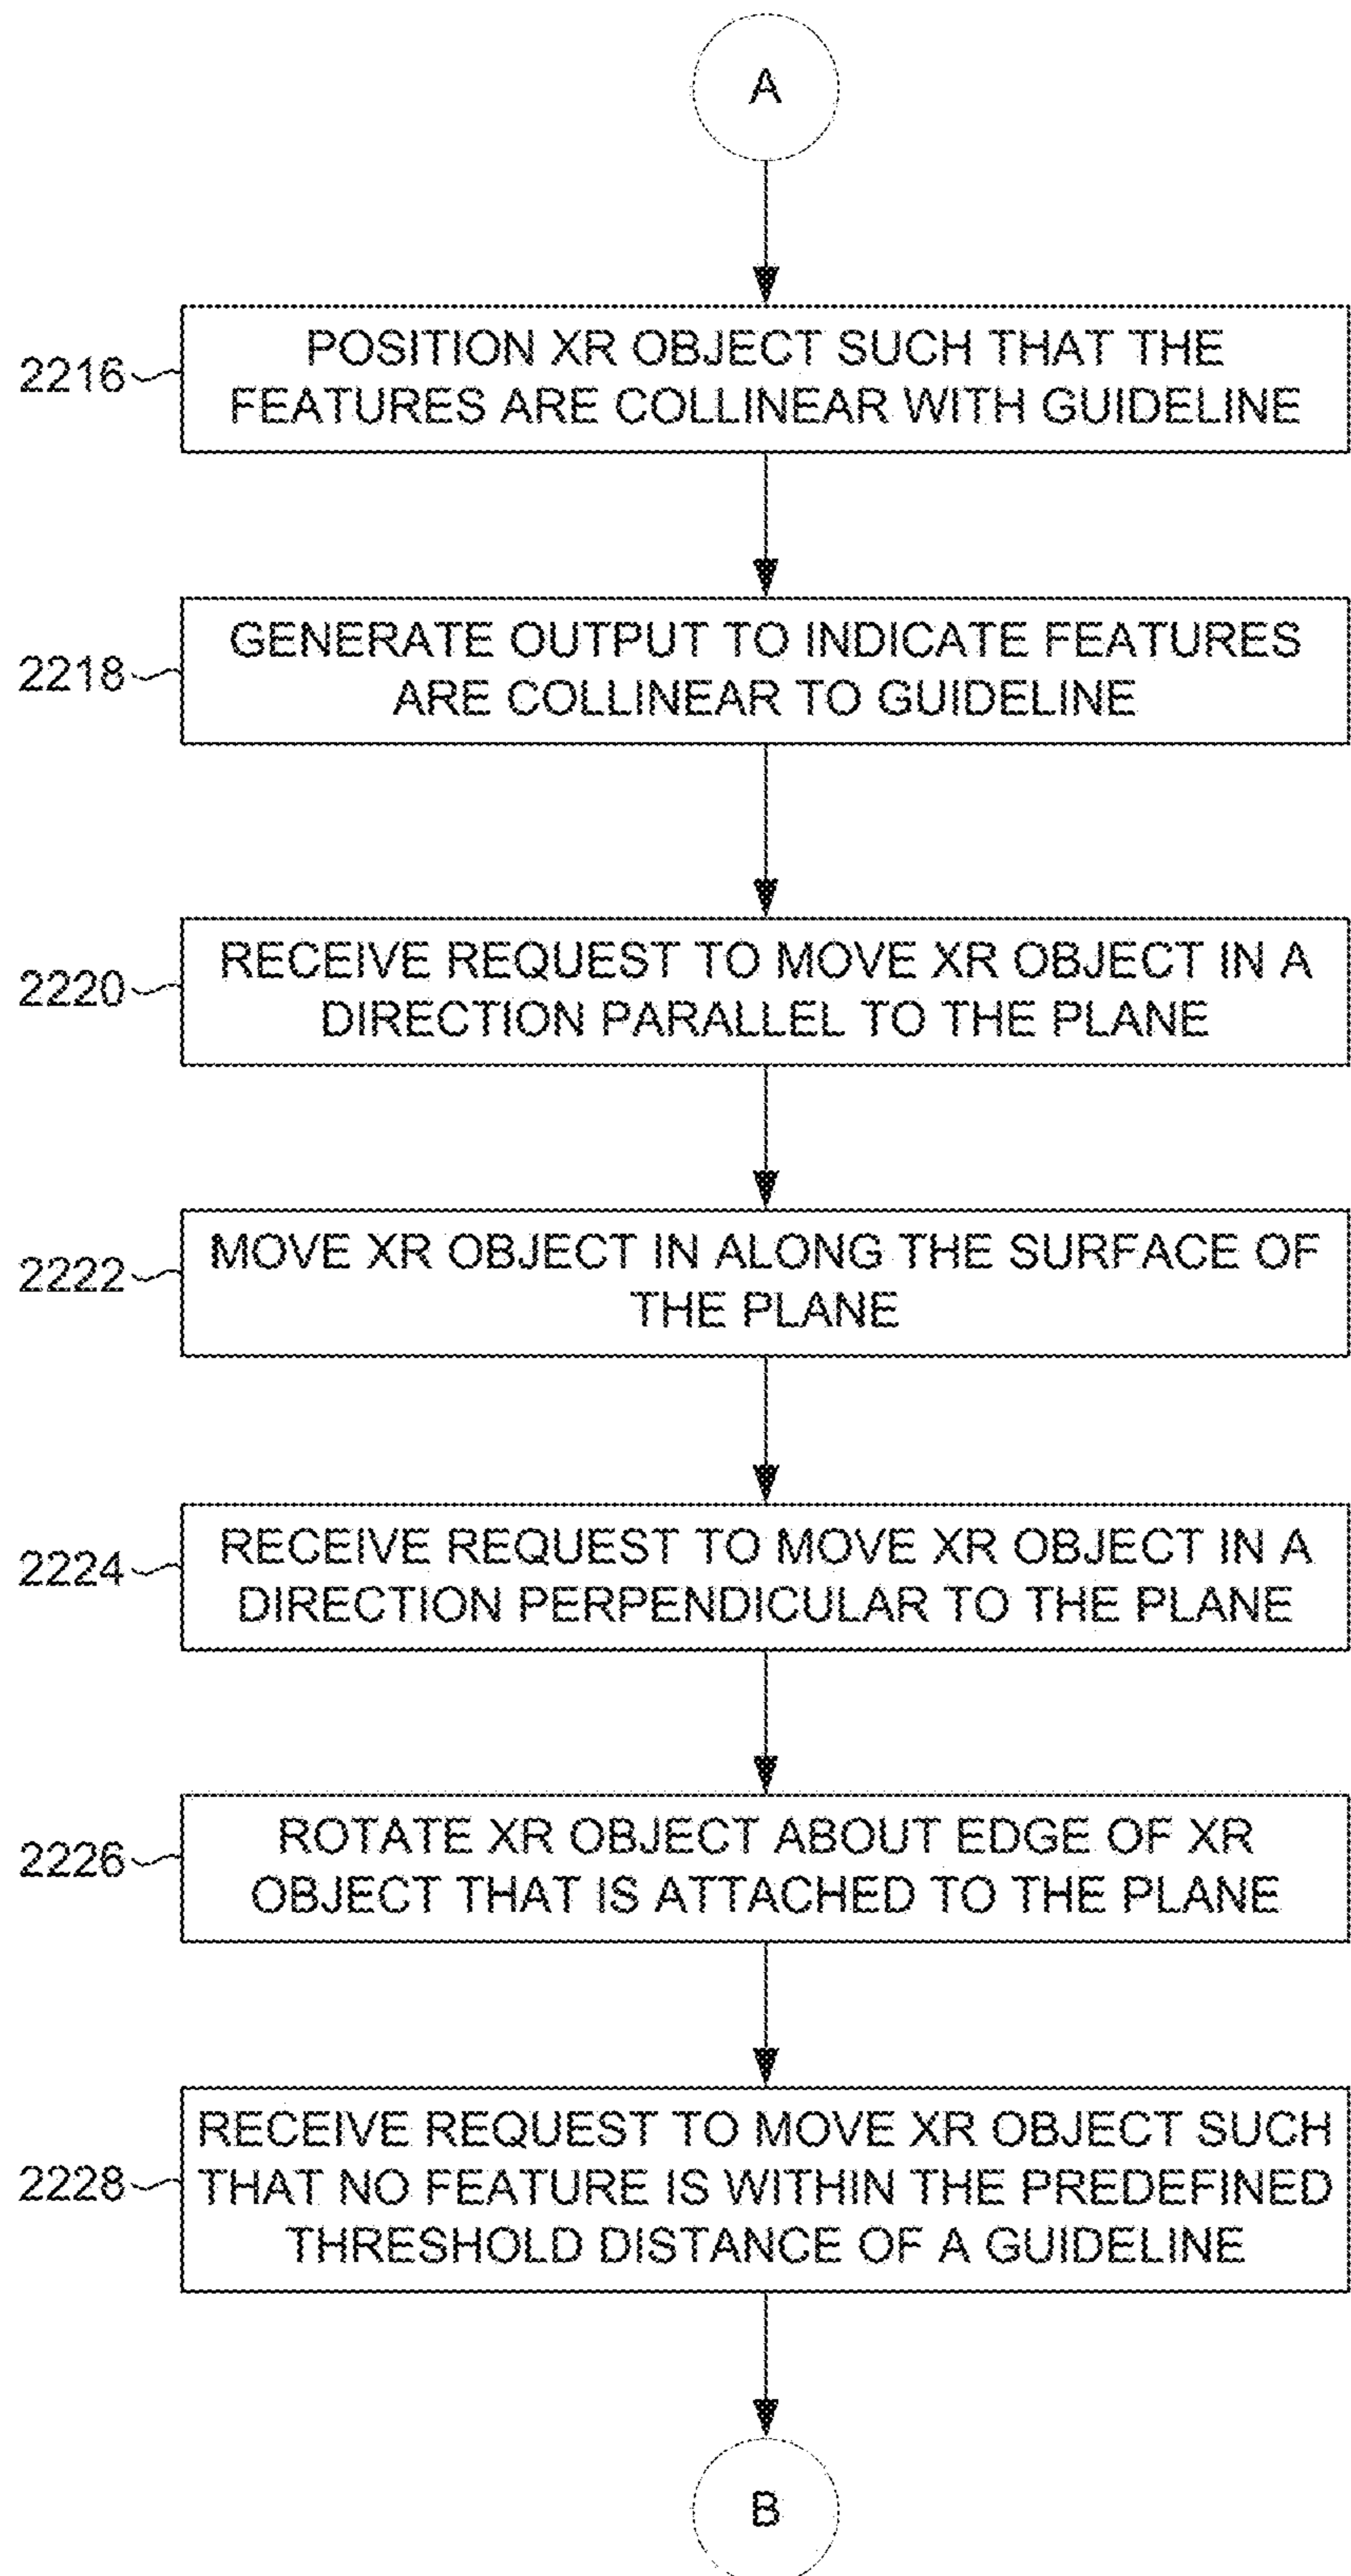 A
2216
POSITION XR OBJECT SUCH THAT THE
FEATURES ARE COLLINEAR WITH GUIDELINE
2218
GENERATE OUTPUT TO INDICATE FEATURES
ARE COLLINEAR TO GUIDELINE
2220
RECEIVE REQUEST TO MOVE XR OBJECT IN A
DIRECTION PARALLEL TO THE PLANE
2222
MOVE XR OBJECT IN ALONG THE SURFACE OF
THE PLANE
2224
RECEIVE REQUEST TO MOVE XR OBJECT IN A
DIRECTION PERPENDICULAR TO THE PLANE
2226
ROTATE XR OBJECT ABOUT EDGE OF XR
OBJECT THAT IS ATTACHED TO THE PLANE
2228
RECEIVE REQUEST TO MOVE XR OBJECT SUCH
THAT NO FEATURE IS WITHIN THE PREDEFINED
THRESHOLD DISTANCE OF A GUIDELINE
B